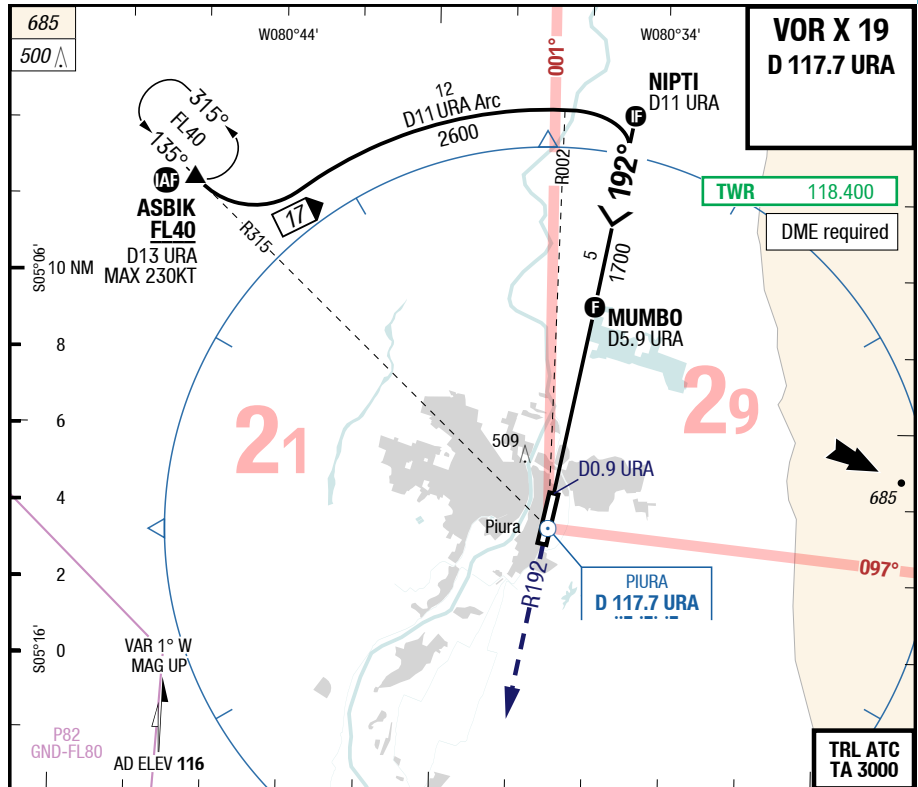 685
500
W080°44'
W080°34'
VOR X 19
D 117.7 URA
001°
NIPTI
D11 URA
IF
12
D11 URA Arc
2600
315°
FL40
135°
IAF
ASBIK
FL40
D13 URA
MAX 230KT
17
R315
R002
192°
TWR 118.400
DME required
S05°06'
10 NM
5
1700
F
MUMBO
D5.9 URA
8
6
4
2
0
21
29
509
D0.9 URA
685
Piura
097°
R192
PIURA
D 117.7 URA
S05°16'
VAR 1° W
MAG UP
P82
GND-FL80
AD ELEV 116
TRL ATC
TA 3000